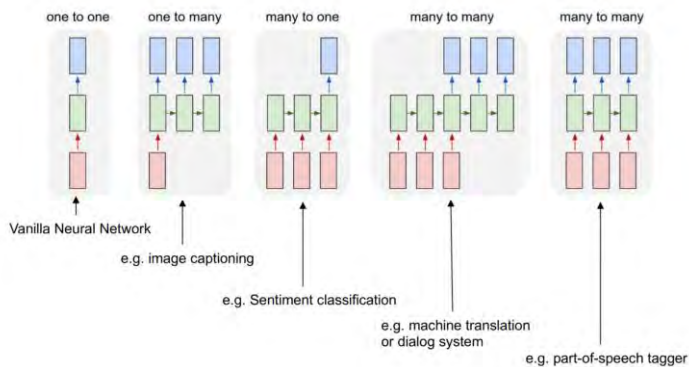 one to one
one to many
many to one
many to many
many to many
Vanilla Neural Network
e.g. image captioning
e.g. Sentiment classification
e.g. machine translation
or dialog system
e.g. part-of-speech tagger